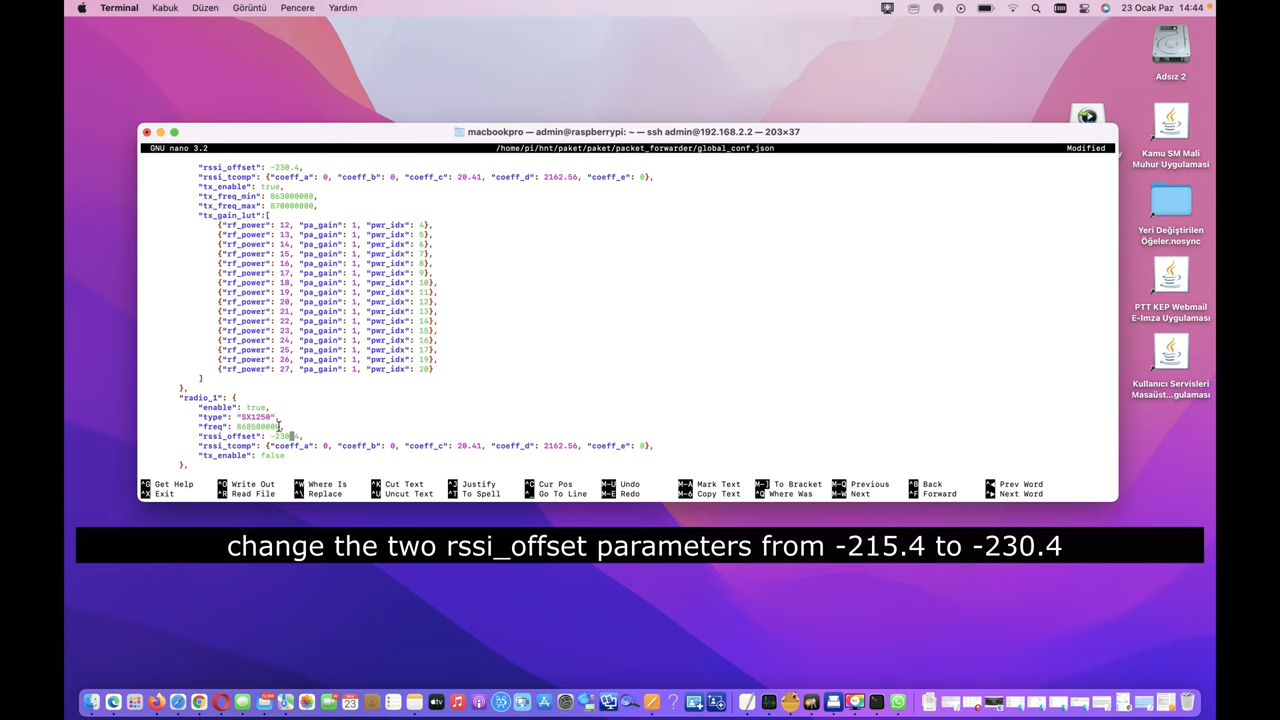 Terminal Kabuk Düzen Görüntü Pencere Yardım 23 Ocak Paz 14:44
Adsız 2
Kamu SM Mali
Muhur Uygulaması
Yeri Değiştirilen
Öğeler.nosync
PTT KEP Webmail
E-Imza Uygulaması
Kullanıcı Servisleri
Masaüst...gulaması
macbookpro — admin@raspberrypi: ~ — ssh admin@192.168.2.2 — 203×37
GNU nano 3.2 /home/pi/hnt/paket/paket/packet_forwarder/global_conf.json Modified
"rssi_offset": -230.4,
"rssi_tcomp": {"coeff_a": 0, "coeff_b": 0, "coeff_c": 20.41, "coeff_d": 2162.56, "coeff_e": 0},
"tx_enable": true,
"tx_freq_min": 863000000,
"tx_freq_max": 870000000,
"tx_gain_lut":[
{"rf_power": 12, "pa_gain": 1, "pwr_idx": 4},
{"rf_power": 13, "pa_gain": 1, "pwr_idx": 5},
{"rf_power": 14, "pa_gain": 1, "pwr_idx": 6},
{"rf_power": 15, "pa_gain": 1, "pwr_idx": 7},
{"rf_power": 16, "pa_gain": 1, "pwr_idx": 8},
{"rf_power": 17, "pa_gain": 1, "pwr_idx": 9},
{"rf_power": 18, "pa_gain": 1, "pwr_idx": 10},
{"rf_power": 19, "pa_gain": 1, "pwr_idx": 11},
{"rf_power": 20, "pa_gain": 1, "pwr_idx": 12},
{"rf_power": 21, "pa_gain": 1, "pwr_idx": 13},
{"rf_power": 22, "pa_gain": 1, "pwr_idx": 14},
{"rf_power": 23, "pa_gain": 1, "pwr_idx": 15},
{"rf_power": 24, "pa_gain": 1, "pwr_idx": 16},
{"rf_power": 25, "pa_gain": 1, "pwr_idx": 17},
{"rf_power": 26, "pa_gain": 1, "pwr_idx": 19},
{"rf_power": 27, "pa_gain": 1, "pwr_idx": 20}
]
},
"radio_1": {
"enable": true,
"type": "SX1250",
"freq": 868500000,
"rssi_offset": -230.4,
"rssi_tcomp": {"coeff_a": 0, "coeff_b": 0, "coeff_c": 20.41, "coeff_d": 2162.56, "coeff_e": 0},
"tx_enable": false
},
^G Get Help ^O Write Out ^W Where Is ^K Cut Text ^J Justify ^C Cur Pos M-U Undo M-A Mark Text M-] To Bracket M-Q Previous ^B Back ^◀ Prev Word
^X Exit ^R Read File ^\ Replace ^U Uncut Text ^T To Spell ^_ Go To Line M-E Redo M-6 Copy Text ^Q Where Was M-W Next ^F Forward ^▶ Next Word
change the two rssi_offset parameters from -215.4 to -230.4